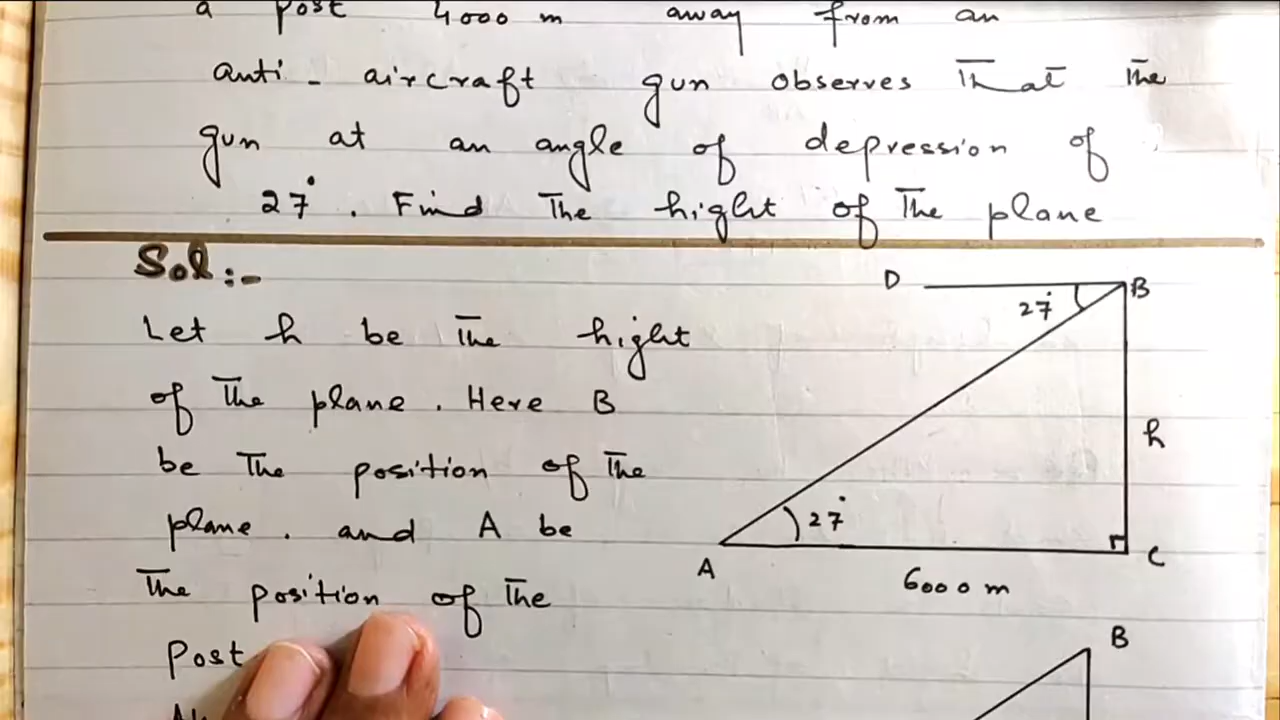 a post 4000 m away from an
anti - aircraft gun observes That the
gun at an angle of depression of
27° . Find The hight of The plane
Sol:-
Let h be the hight
of The plane . Here B
be The position of The
plane . and A be
The position of The
Post
D
27°
B
h
27°
A
C
6000 m
B